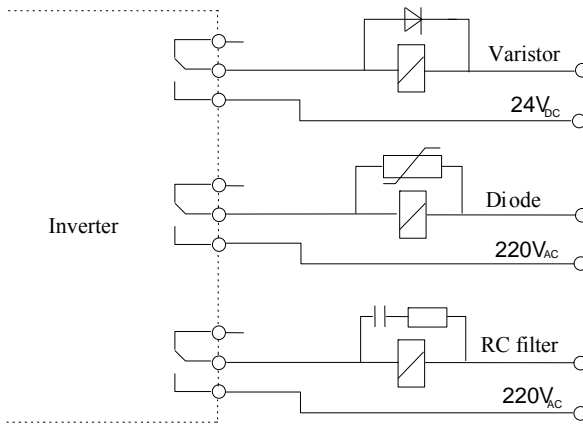 Varistor
24VDC
Inverter
Diode
220VAC
RC filter
220VAC